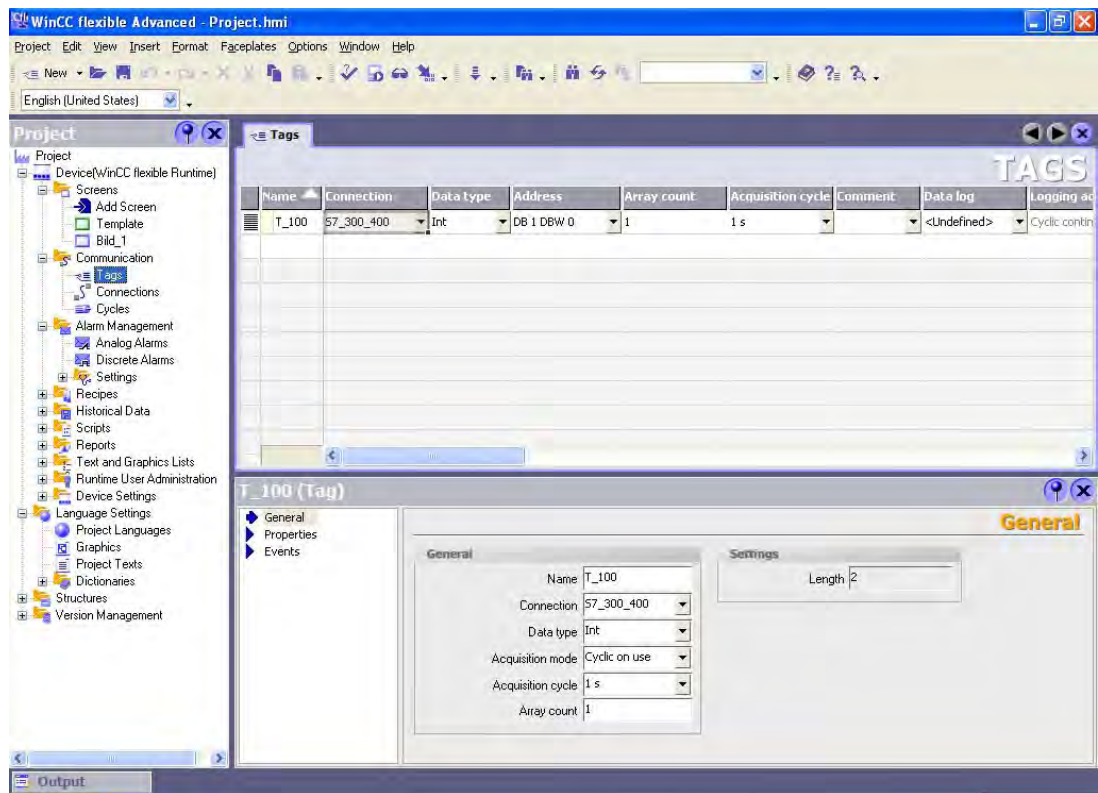 WinCC flexible Advanced - Project.hmi
Project Edit View Insert Format Faceplates Options Window Help
New
English (United States)
Project
Project
Device(WinCC flexible Runtime)
Screens
Add Screen
Template
Bild_1
Communication
Tags
Connections
Cycles
Alarm Management
Analog Alarms
Discrete Alarms
Settings
Recipes
Historical Data
Scripts
Reports
Text and Graphics Lists
Runtime User Administration
Device Settings
Language Settings
Project Languages
Graphics
Project Texts
Dictionaries
Structures
Version Management
Tags
TAGS
Name Connection Data type Address Array count Acquisition cycle Comment Data log Logging ac
T_100 S7_300_400 Int DB 1 DBW 0 1 1 s <Undefined> Cyclic contin
T_100 (Tag)
General
Properties
Events
General
General
Name T_100
Connection S7_300_400
Data type Int
Acquisition mode Cyclic on use
Acquisition cycle 1 s
Array count 1
Settings
Length 2
Output